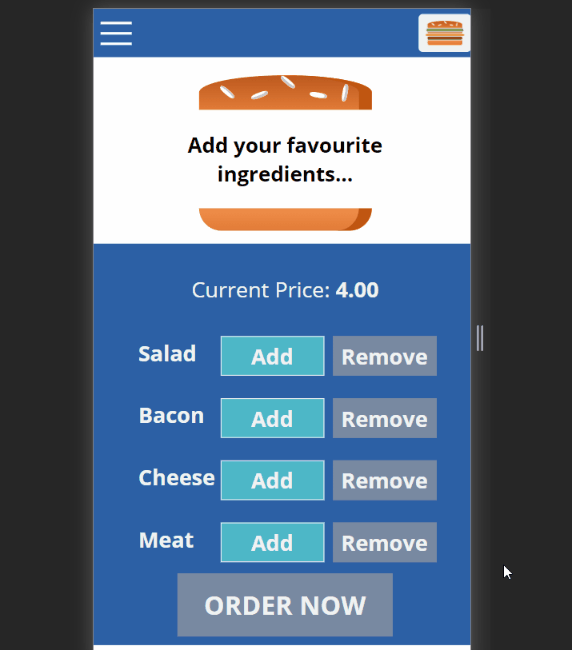 Add your favourite
ingredients...
Current Price: 4.00
Salad Add Remove
Bacon Add Remove
Cheese Add Remove
Meat Add Remove
ORDER NOW